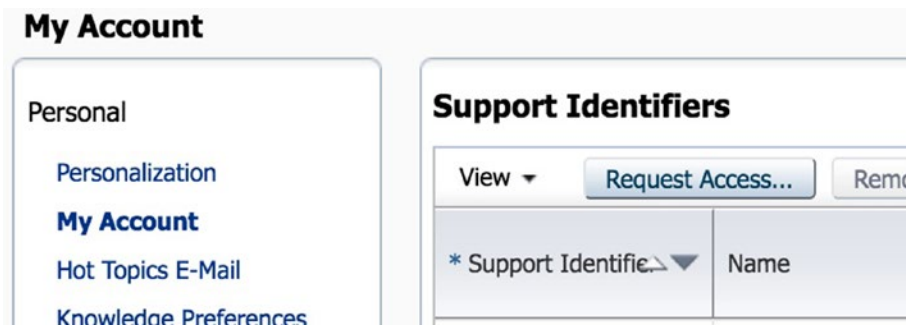 My Account
Personal
Personalization
My Account
Hot Topics E-Mail
Knowledge Preferences
Support Identifiers
View Request Access... Remo
* Support Identifie.. Name